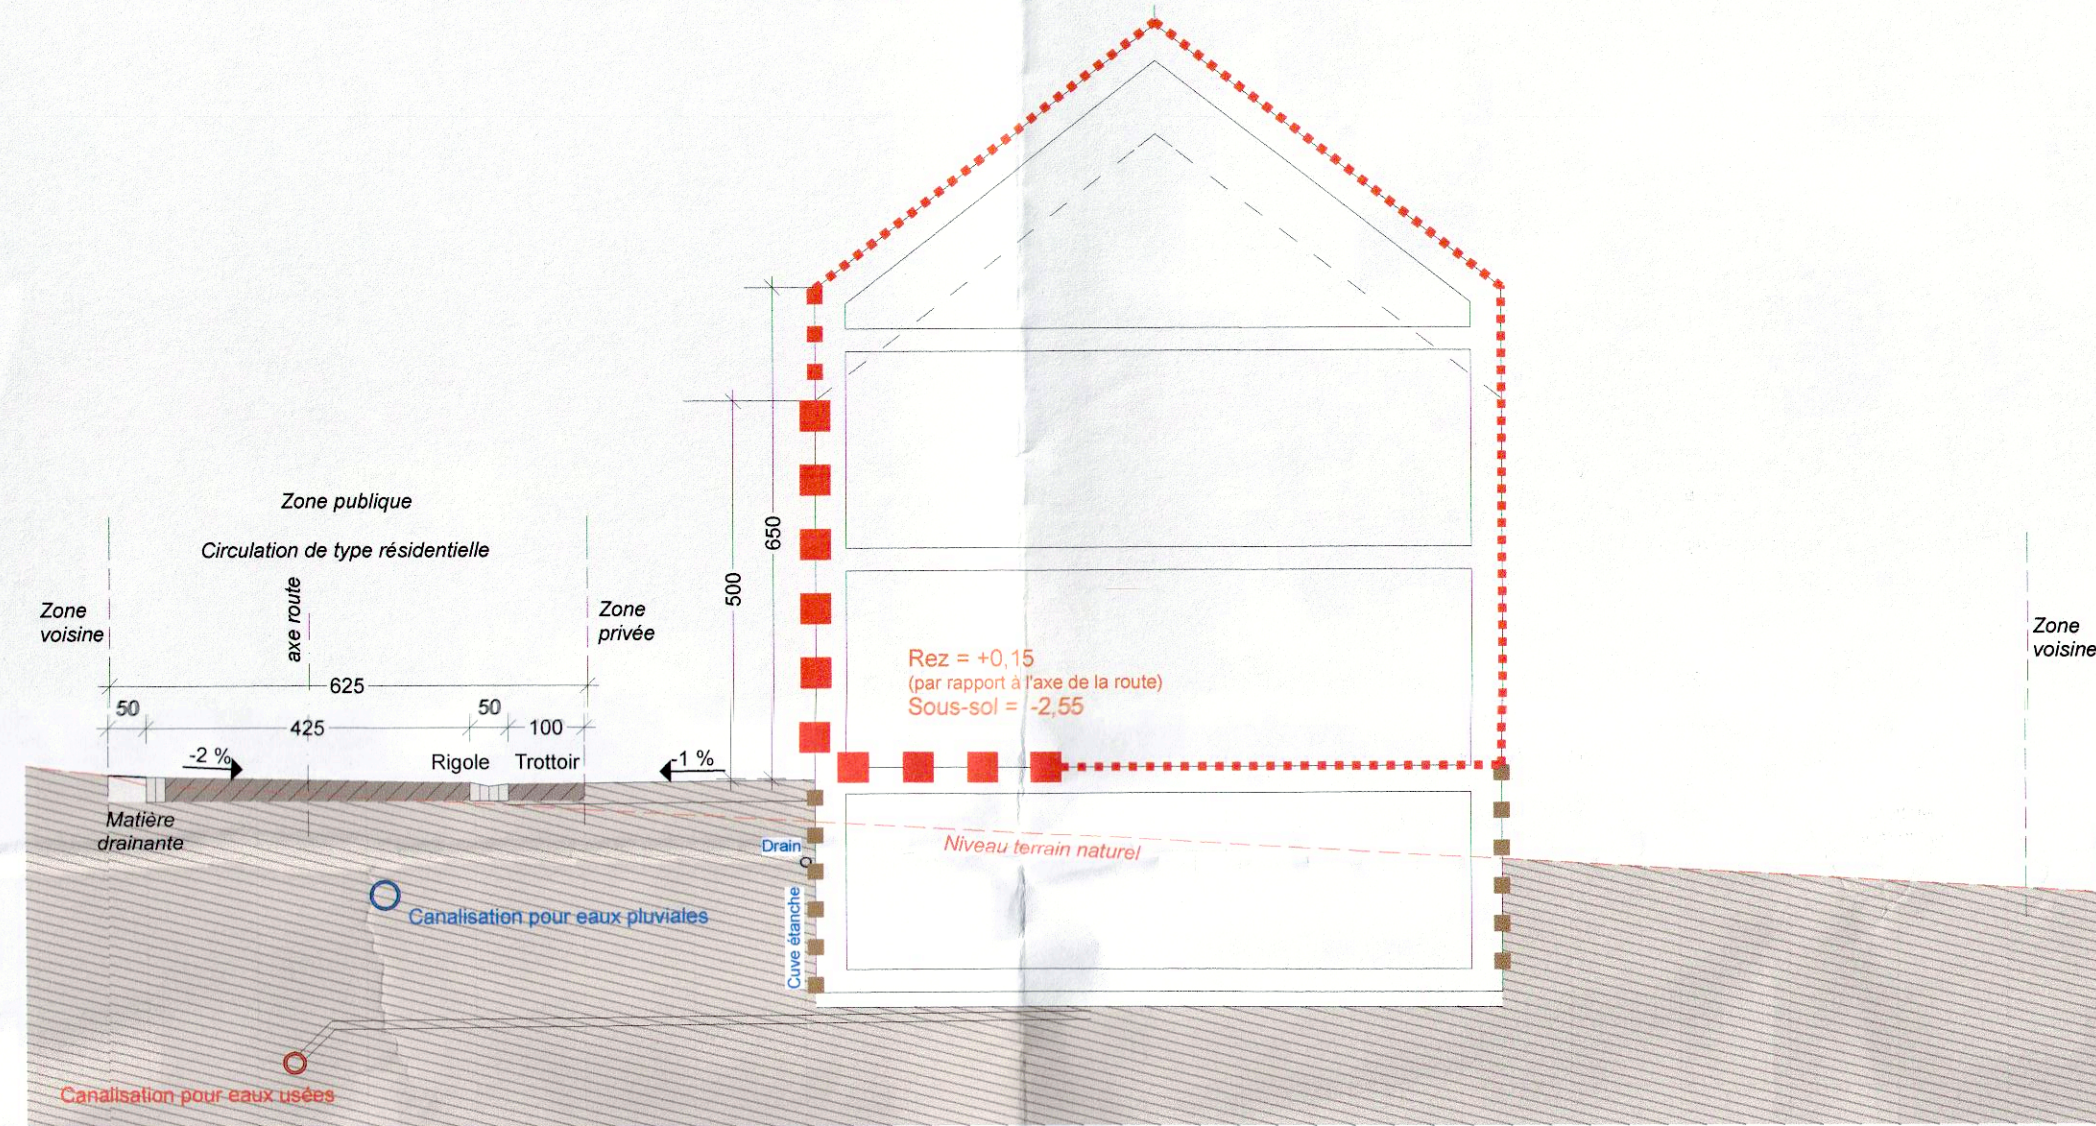 Zone publique
Circulation de type résidentielle
axe route
Zone
voisine
Zone
privée
625
50
425
50
100
-2 %
Rigole
Trottoir
-1 %
500
650
Matière
drainante
Rez = +0,15
(par rapport à l'axe de la route)
Sous-sol = -2,55
Niveau terrain naturel
Drain
Cuve étanche
Canalisation pour eaux pluviales
Canalisation pour eaux usées
Zone
voisine